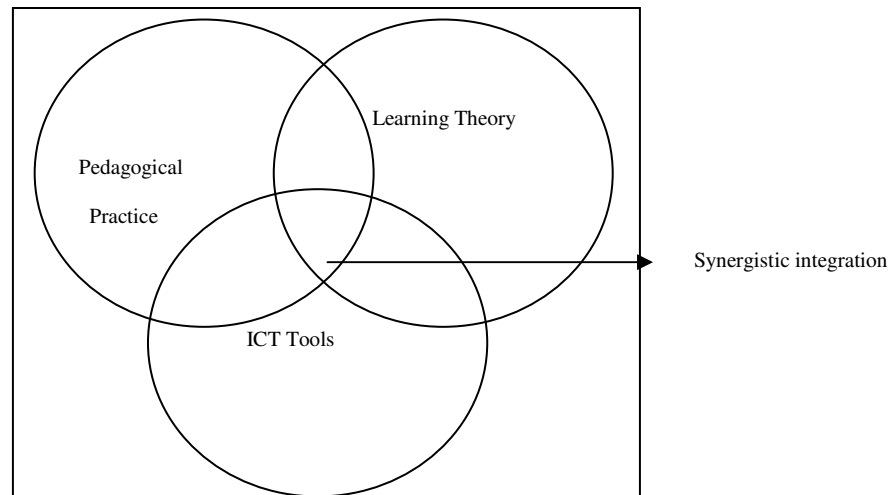 Learning Theory
Pedagogical
Practice
Synergistic integration
ICT Tools